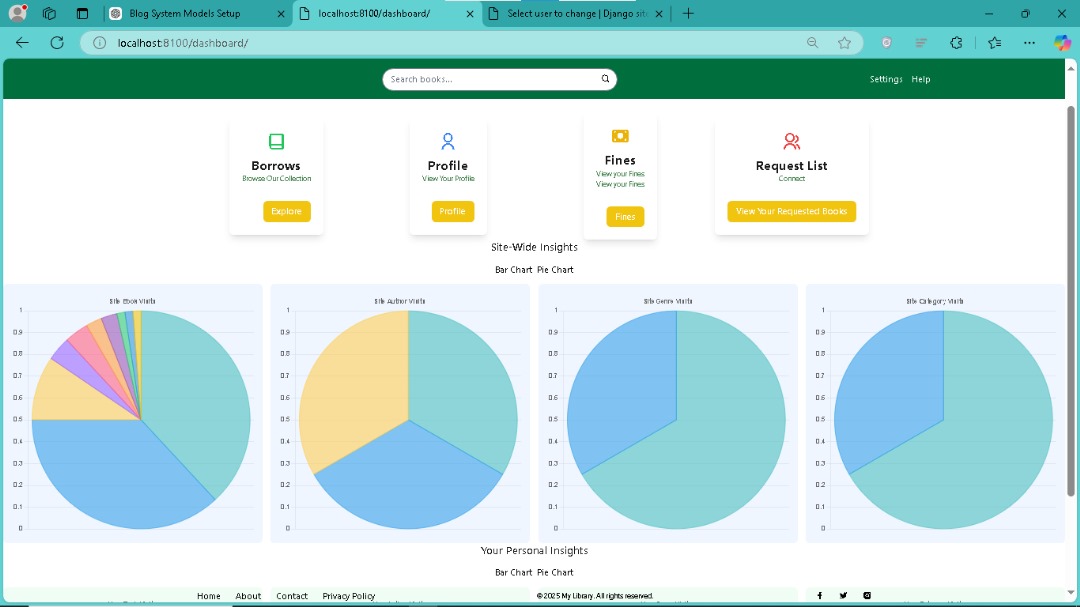 Blog System Models Setup
localhost:8100/dashboard/
Select user to change | Django sit
localhost:8100/dashboard/
Search books...
Settings Help
Borrows
Browse Our Collection
Explore
Profile
View Your Profile
Profile
Fines
View your Fines
View your Fines
Fines
Request List
Connect
View Your Requested Books
Site-Wide Insights
Bar Chart Pie Chart
Site Ebook Visits
1
0.9
0.8
0.7
0.6
0.5
0.4
0.3
0.2
0.1
0
Site Author Visits
1
0.9
0.8
0.7
0.6
0.5
0.4
0.3
0.2
0.1
0
Site Genre Visits
1
0.9
0.8
0.7
0.6
0.5
0.4
0.3
0.2
0.1
0
Site Category Visits
1
0.9
0.8
0.7
0.6
0.5
0.4
0.3
0.2
0.1
0
Your Personal Insights
Bar Chart Pie Chart
Home About Contact Privacy Policy
© 2025 My Library. All rights reserved.